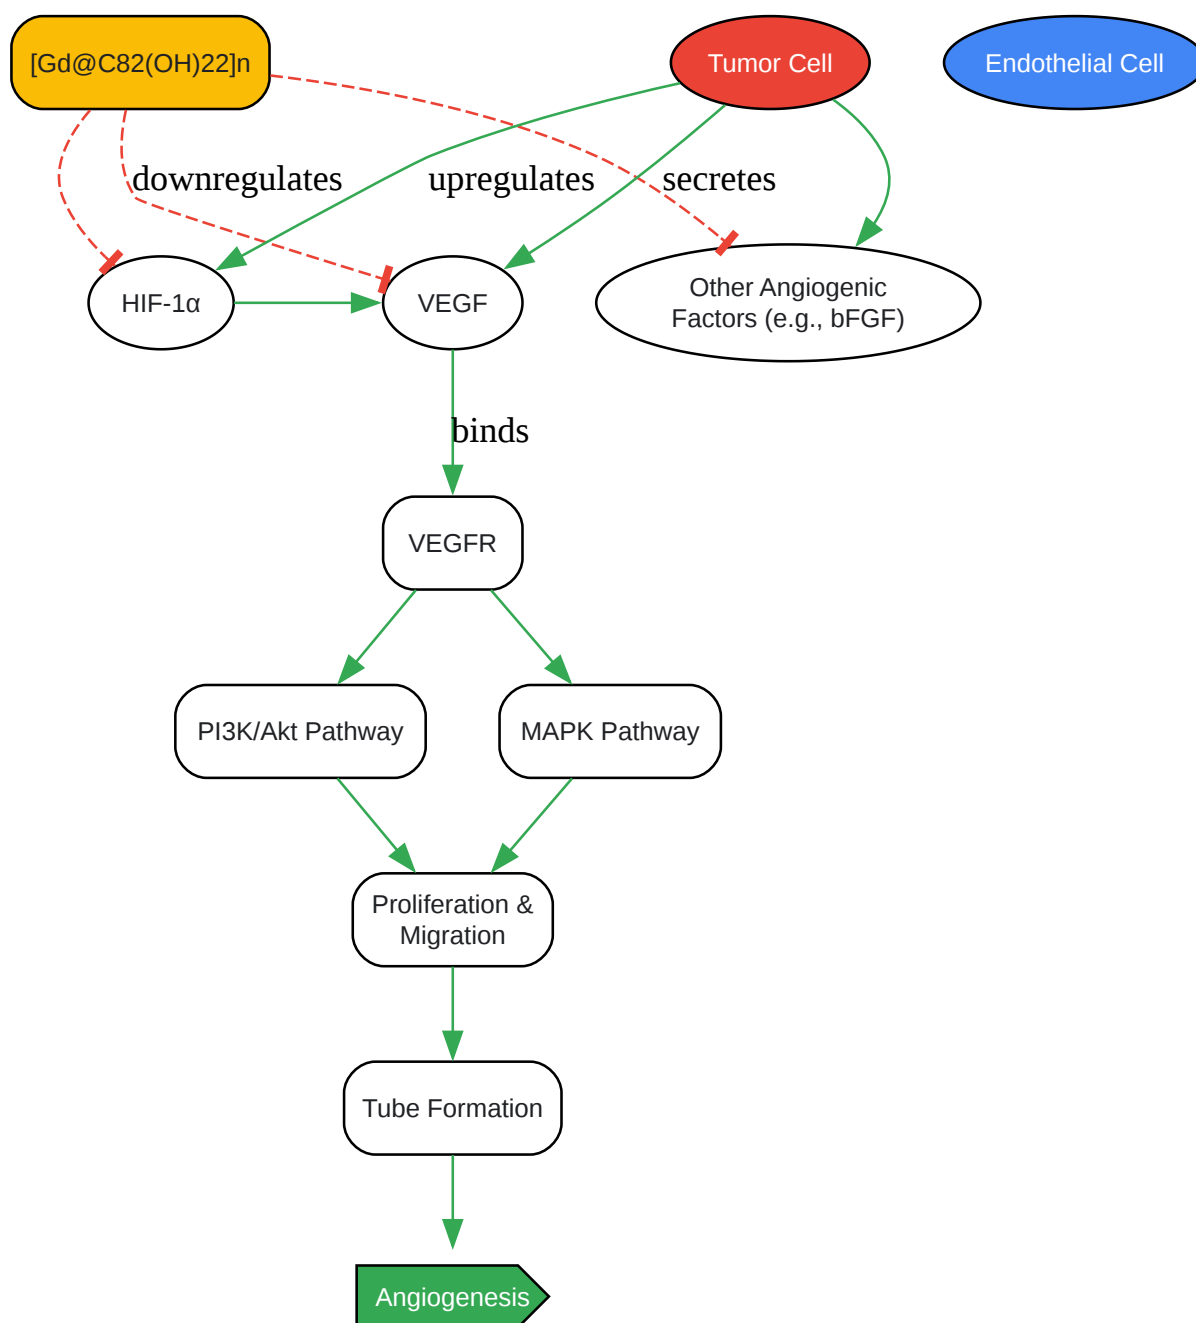 [Gd@C82(OH)22]n
Tumor Cell
Endothelial Cell
downregulates
upregulates
secretes
HIF-1α
VEGF
Other Angiogenic
Factors (e.g., bFGF)
binds
VEGFR
PI3K/Akt Pathway
MAPK Pathway
Proliferation &
Migration
Tube Formation
Angiogenesis